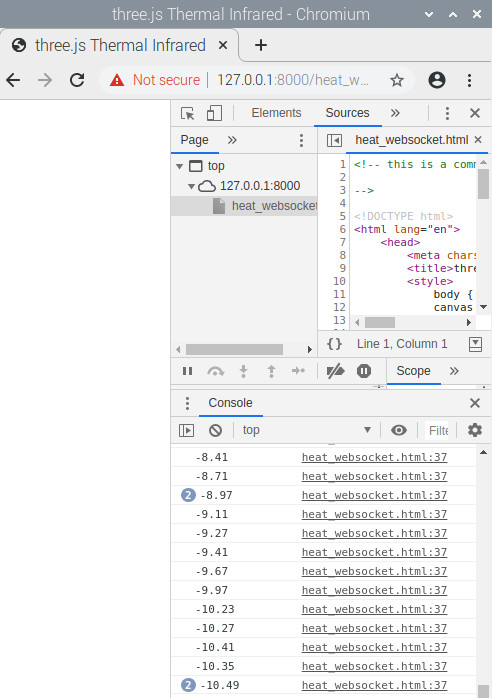 three.js Thermal Infrared - Chromium
three.js Thermal Infrared
Not secure 127.0.0.1:8000/heat_w...
Elements Sources
Page
heat_websocket.html
top
127.0.0.1:8000
heat_websocket
1 <!-- this is a comm
2
3 -->
4
5 <!DOCTYPE html>
6 <html lang="en">
7 <head>
8 <meta chars
9 <title>thre
10 <style>
11 body {
12 canvas
13
{} Line 1, Column 1
Scope
Console
top Filte
-8.41 heat_websocket.html:37
-8.71 heat_websocket.html:37
2 -8.97 heat_websocket.html:37
-9.11 heat_websocket.html:37
-9.27 heat_websocket.html:37
-9.41 heat_websocket.html:37
-9.67 heat_websocket.html:37
-9.97 heat_websocket.html:37
-10.23 heat_websocket.html:37
-10.27 heat_websocket.html:37
-10.41 heat_websocket.html:37
-10.35 heat_websocket.html:37
2 -10.49 heat_websocket.html:37